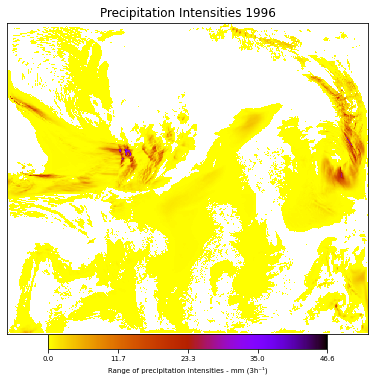 Precipitation Intensities 1996
0.0 11.7 23.3 35.0 46.6
Range of precipitation intensities - mm (3h⁻¹)